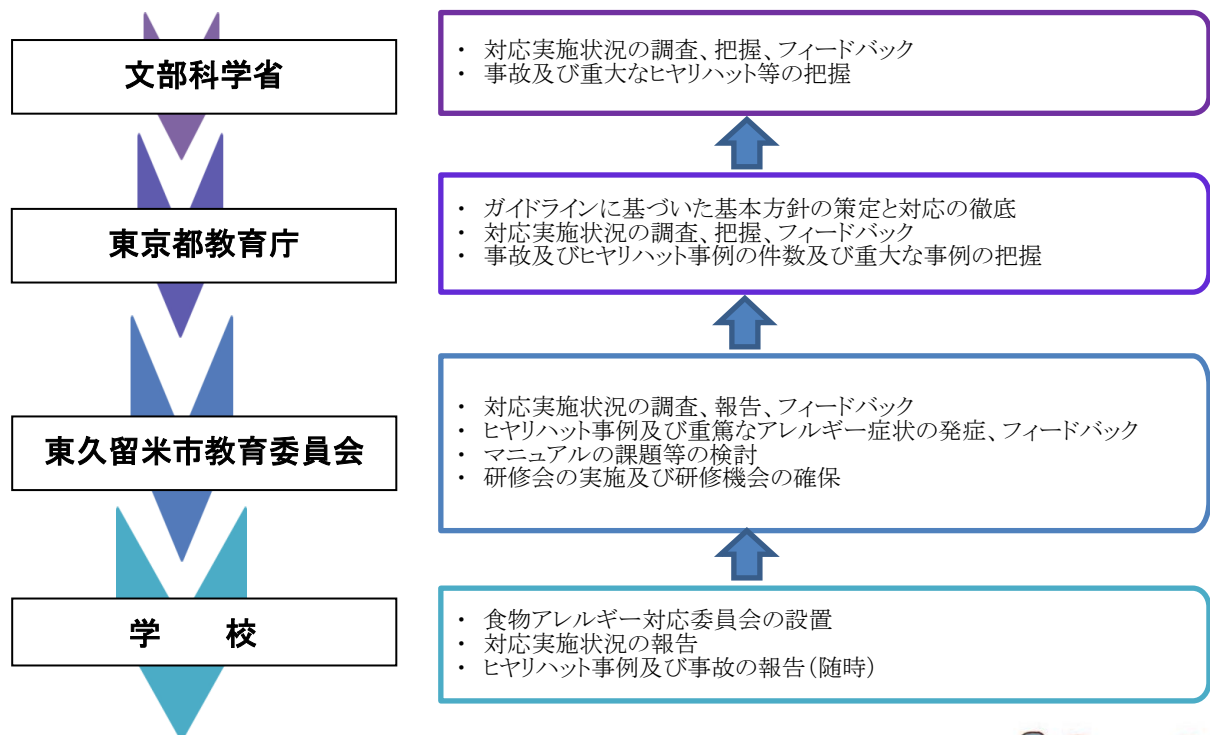 文部科学省
・ 対応実施状況の調査、把握、フィードバック
・ 事故及び重大なヒヤリハット等の把握
東京都教育庁
・ ガイドラインに基づいた基本方針の策定と対応の徹底
・ 対応実施状況の調査、把握、フィードバック
・ 事故及びヒヤリハット事例の件数及び重大な事例の把握
東久留米市教育委員会
・ 対応実施状況の調査、報告、フィードバック
・ ヒヤリハット事例及び重篤なアレルギー症状の発症、フィードバック
・ マニュアルの課題等の検討
・ 研修会の実施及び研修機会の確保
学　　校
・ 食物アレルギー対応委員会の設置
・ 対応実施状況の報告
・ ヒヤリハット事例及び事故の報告(随時)